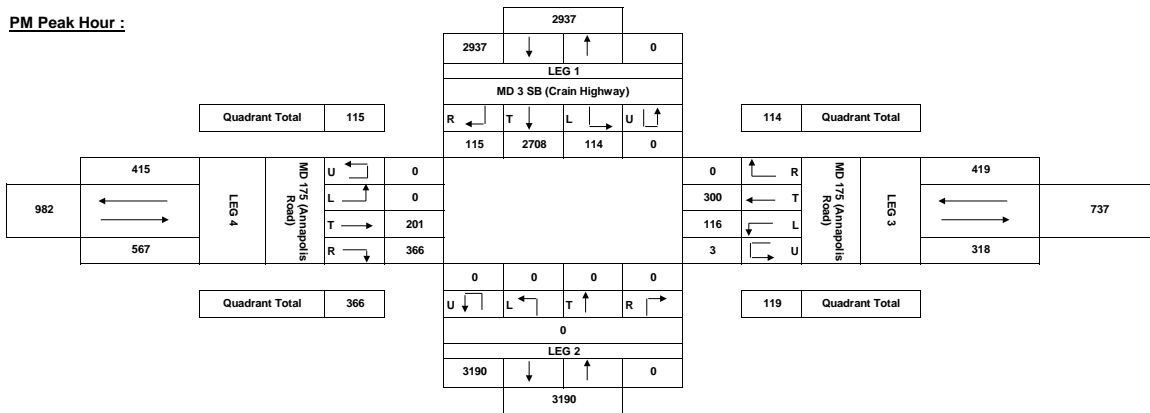 PM Peak Hour :
2937
2937 0
LEG 1
MD 3 SB (Crain Highway)
Quadrant Total 115
R T L U
Quadrant Total 114
115 2708 114 0
415
LEG 4
MD 175 (Annapolis Road)
U 0
L 0
T 201
R 366
982
567
0 R
300 T
116 L
3 U
MD 175 (Annapolis Road)
LEG 3
419
737
318
0 0 0 0
U L T R
Quadrant Total 366
119 Quadrant Total
0
LEG 2
3190 0
3190